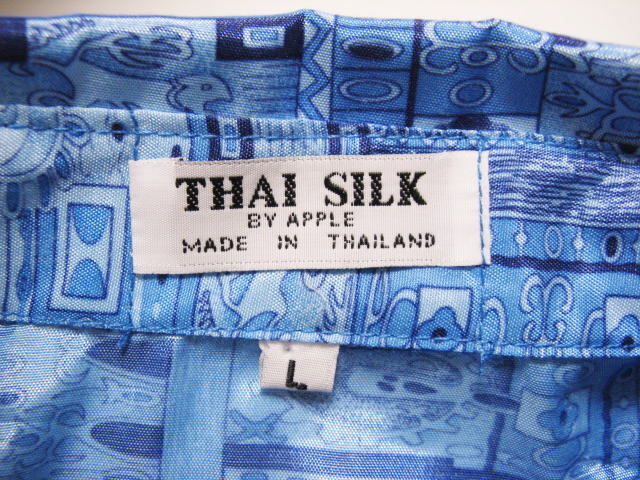 THAI SILK
BY APPLE
MADE IN THAILAND
L